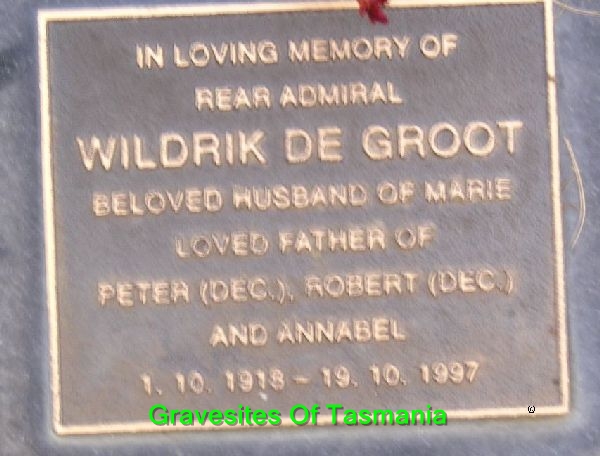 IN LOVING MEMORY OF
REAR ADMIRAL
WILDRIK DE GROOT
BELOVED HUSBAND OF MARIE
LOVED FATHER OF
PETER (DEC.), ROBERT (DEC.)
AND ANNABEL
1. 10. 1918 – 19. 10. 1997
Gravesites Of Tasmania